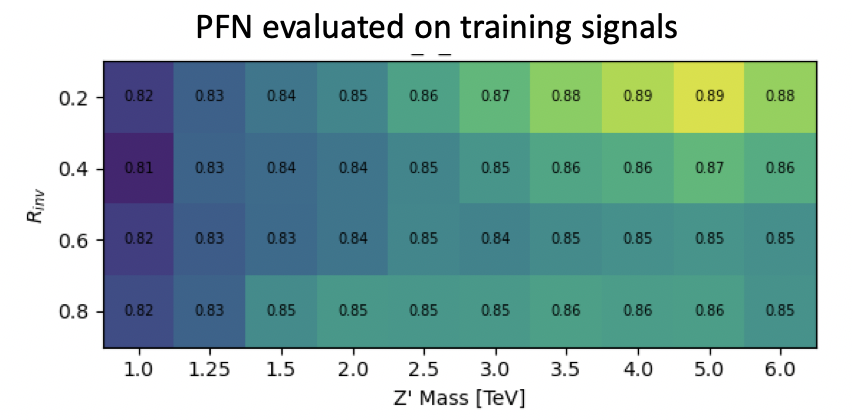 PFN evaluated on training signals
0.2 0.82 0.83 0.84 0.85 0.86 0.87 0.88 0.89 0.89 0.88
0.4 0.81 0.83 0.84 0.84 0.85 0.85 0.86 0.86 0.87 0.86
R_inv
0.6 0.82 0.83 0.83 0.84 0.85 0.84 0.85 0.85 0.85 0.85
0.8 0.82 0.83 0.85 0.85 0.85 0.85 0.86 0.86 0.86 0.85
1.0 1.25 1.5 2.0 2.5 3.0 3.5 4.0 5.0 6.0
Z' Mass [TeV]